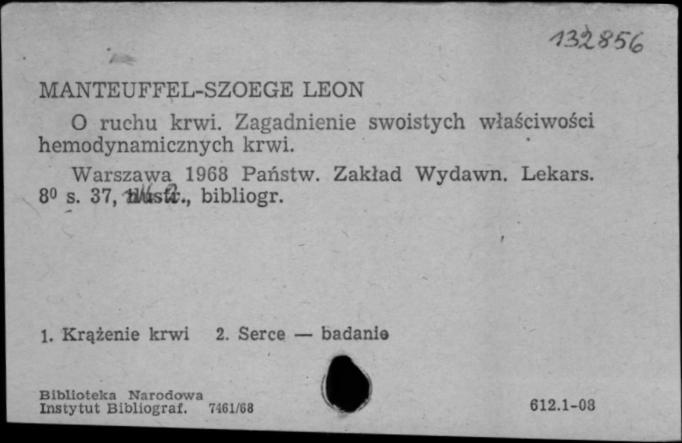 132856
MANTEUFFEL-SZOEGE LEON
O ruchu krwi. Zagadnienie swoistych właściwości
hemodynamicznych krwi.
Warszawa 1968 Państw. Zakład Wydawn. Lekars.
8⁰ s. 37, bibliogr.
1. Krążenie krwi 2. Serce — badanie
Biblioteka Narodowa
Instytut Bibliograf. 7461/68
612.1-08